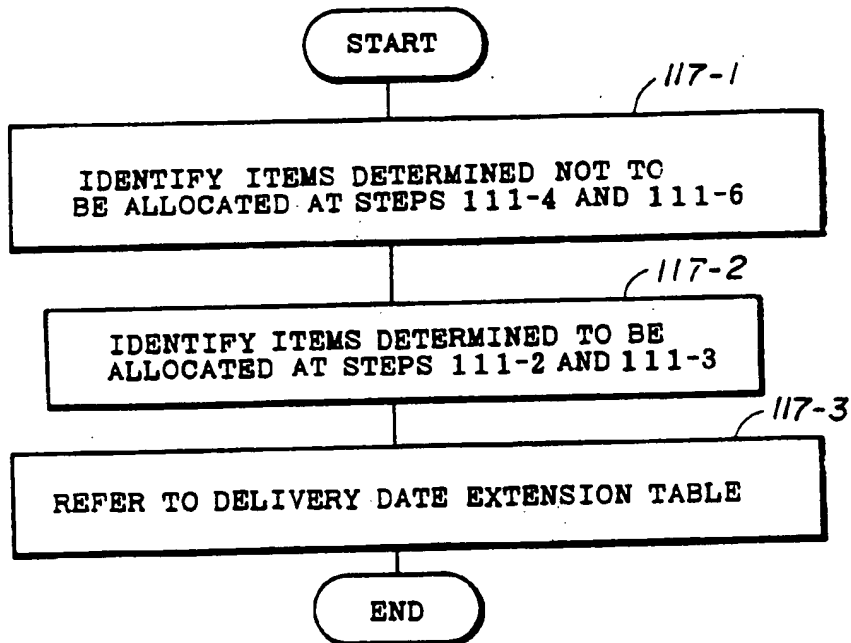 START
117-1
IDENTIFY ITEMS DETERMINED NOT TO
BE ALLOCATED AT STEPS 111-4 AND 111-6
117-2
IDENTIFY ITEMS DETERMINED TO BE
ALLOCATED AT STEPS 111-2 AND 111-3
117-3
REFER TO DELIVERY DATE EXTENSION TABLE
END